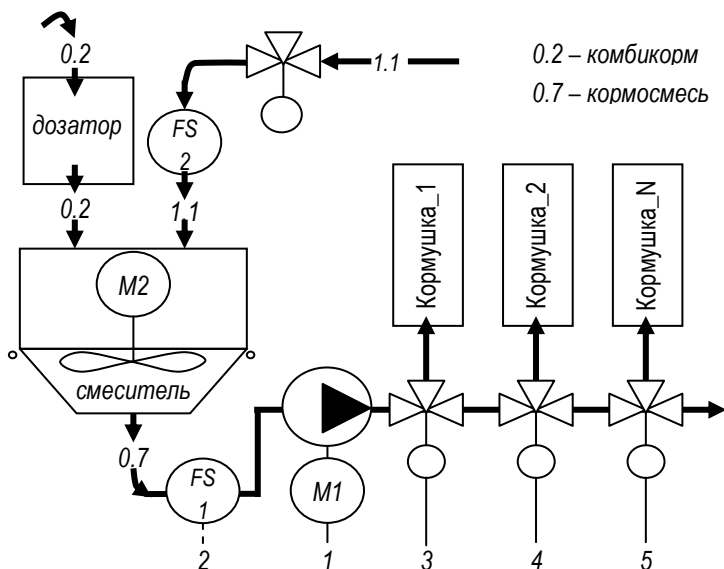 0.2
1.1
0.2 – комбикорм
0.7 – кормосмесь
дозатор
FS
2
0.2
1.1
Кормушка_1
Кормушка_2
Кормушка_N
M2
смеситель
0.7
FS
1
M1
2
1
3
4
5